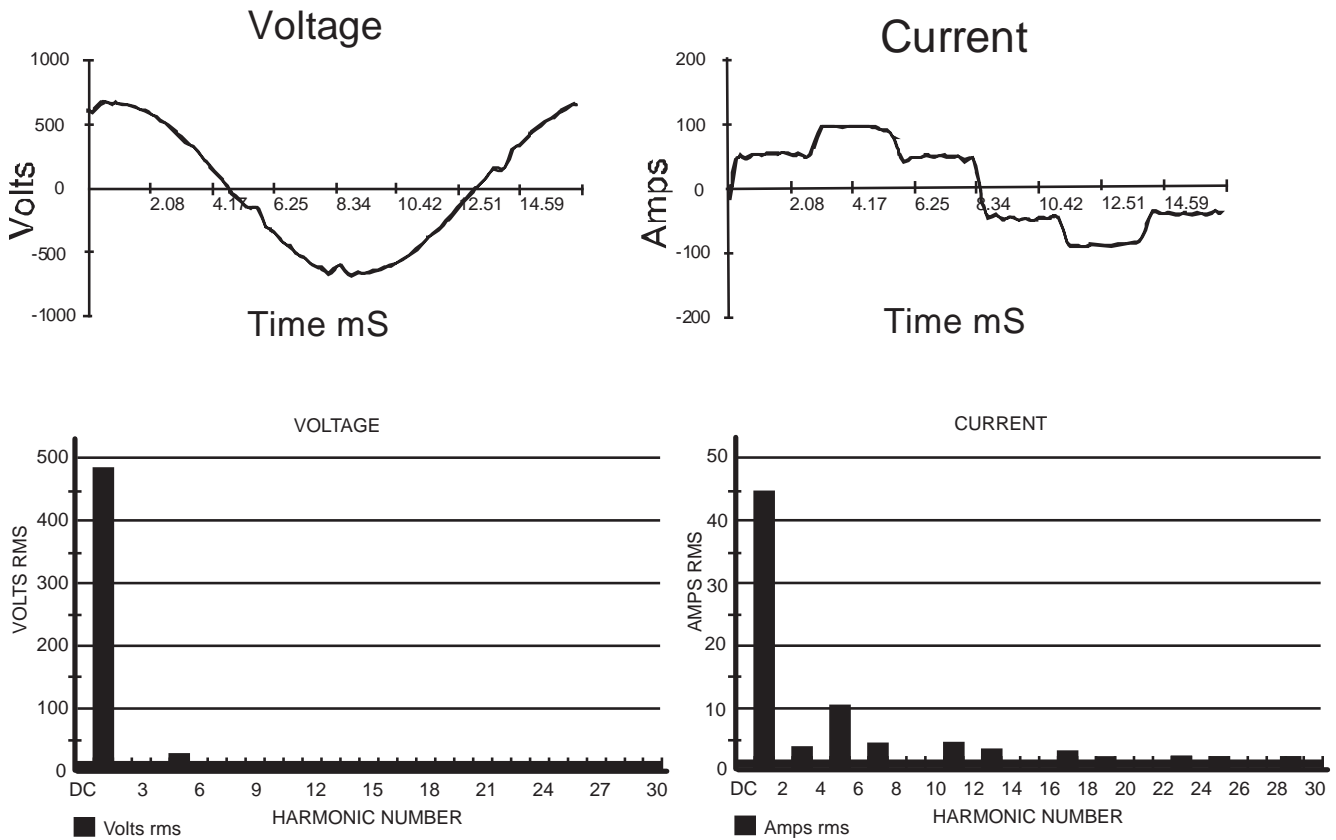 Voltage
1000
500
0
-500
-1000
Volts
2.08 4.17 6.25 8.34 10.42 12.51 14.59
Time mS
Current
200
100
0
-100
-200
Amps
2.08 4.17 6.25 8.34 10.42 12.51 14.59
Time mS
VOLTAGE
500
400
300
200
100
0
VOLTS RMS
DC 3 6 9 12 15 18 21 24 27 30
HARMONIC NUMBER
Volts rms
CURRENT
50
40
30
20
10
0
AMPS RMS
DC 2 4 6 8 10 12 14 16 18 20 22 24 26 28 30
HARMONIC NUMBER
Amps rms